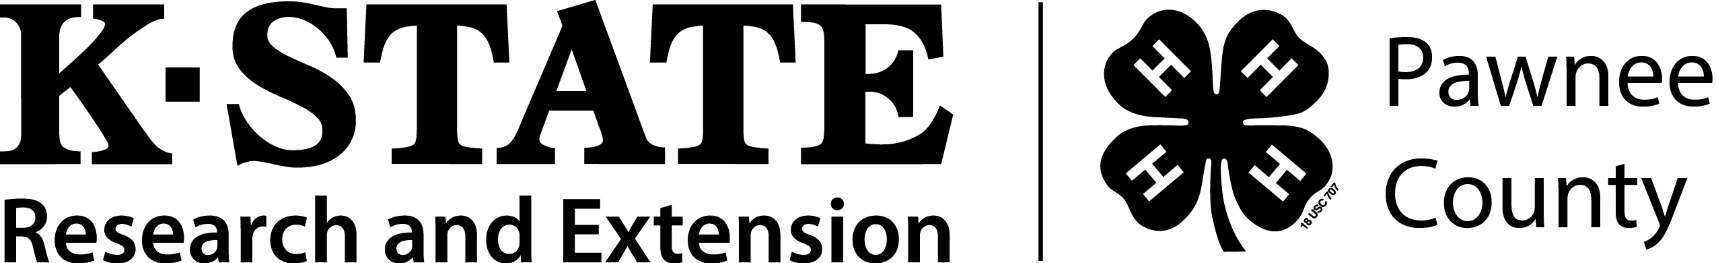 K·STATE
Research and Extension
H H
H H
18 USC 707
Pawnee
County